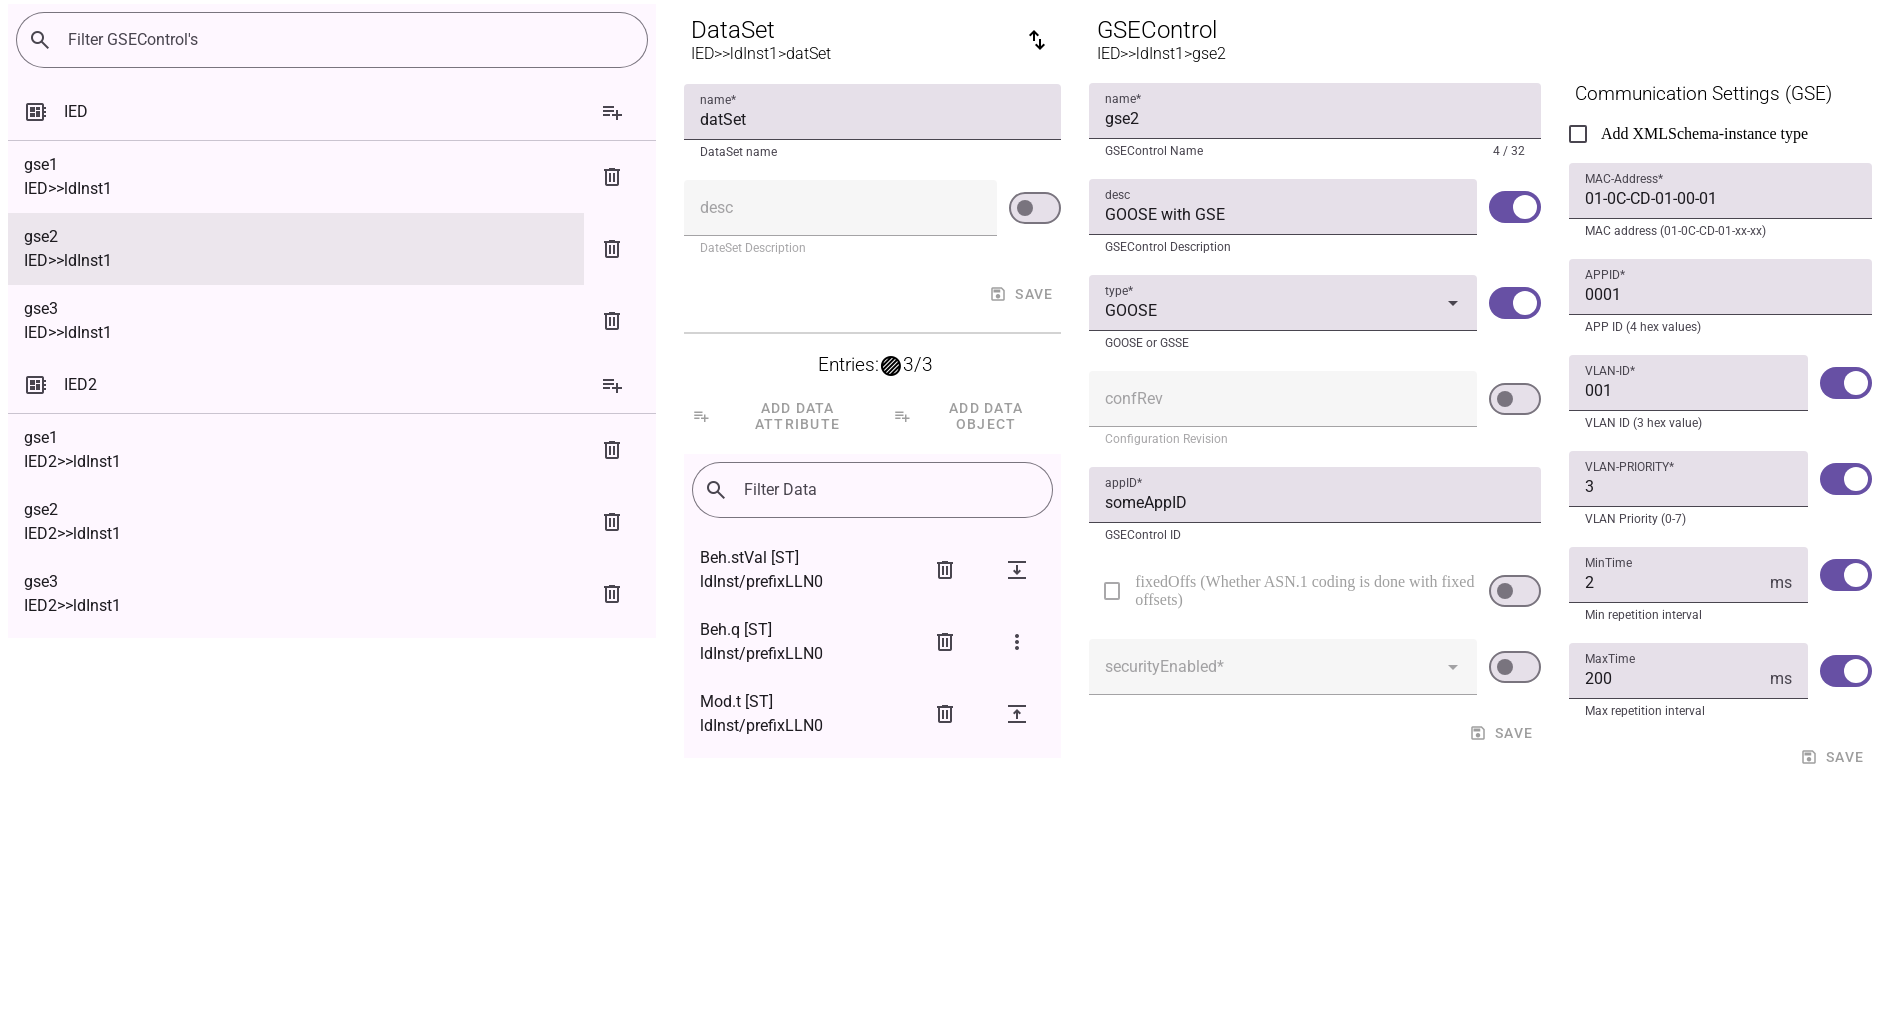 Filter GSEControl's
IED
gse1
IED>>ldInst1
gse2
IED>>ldInst1
gse3
IED>>ldInst1
IED2
gse1
IED2>>ldInst1
gse2
IED2>>ldInst1
gse3
IED2>>ldInst1
DataSet
IED>>ldInst1>datSet
name*
datSet
DataSet name
desc
DateSet Description
SAVE
Entries: 3/3
ADD DATA
ATTRIBUTE
ADD DATA
OBJECT
Filter Data
Beh.stVal [ST]
ldInst/prefixLLN0
Beh.q [ST]
ldInst/prefixLLN0
Mod.t [ST]
ldInst/prefixLLN0
GSEControl
IED>>ldInst1>gse2
name*
gse2
GSEControl Name 4 / 32
desc
GOOSE with GSE
GSEControl Description
type*
GOOSE
GOOSE or GSSE
confRev
Configuration Revision
appID*
someAppID
GSEControl ID
fixedOffs (Whether ASN.1 coding is done with fixed
offsets)
securityEnabled*
SAVE
Communication Settings (GSE)
Add XMLSchema-instance type
MAC-Address*
01-0C-CD-01-00-01
MAC address (01-0C-CD-01-xx-xx)
APPID*
0001
APP ID (4 hex values)
VLAN-ID*
001
VLAN ID (3 hex value)
VLAN-PRIORITY*
3
VLAN Priority (0-7)
MinTime
2 ms
Min repetition interval
MaxTime
200 ms
Max repetition interval
SAVE